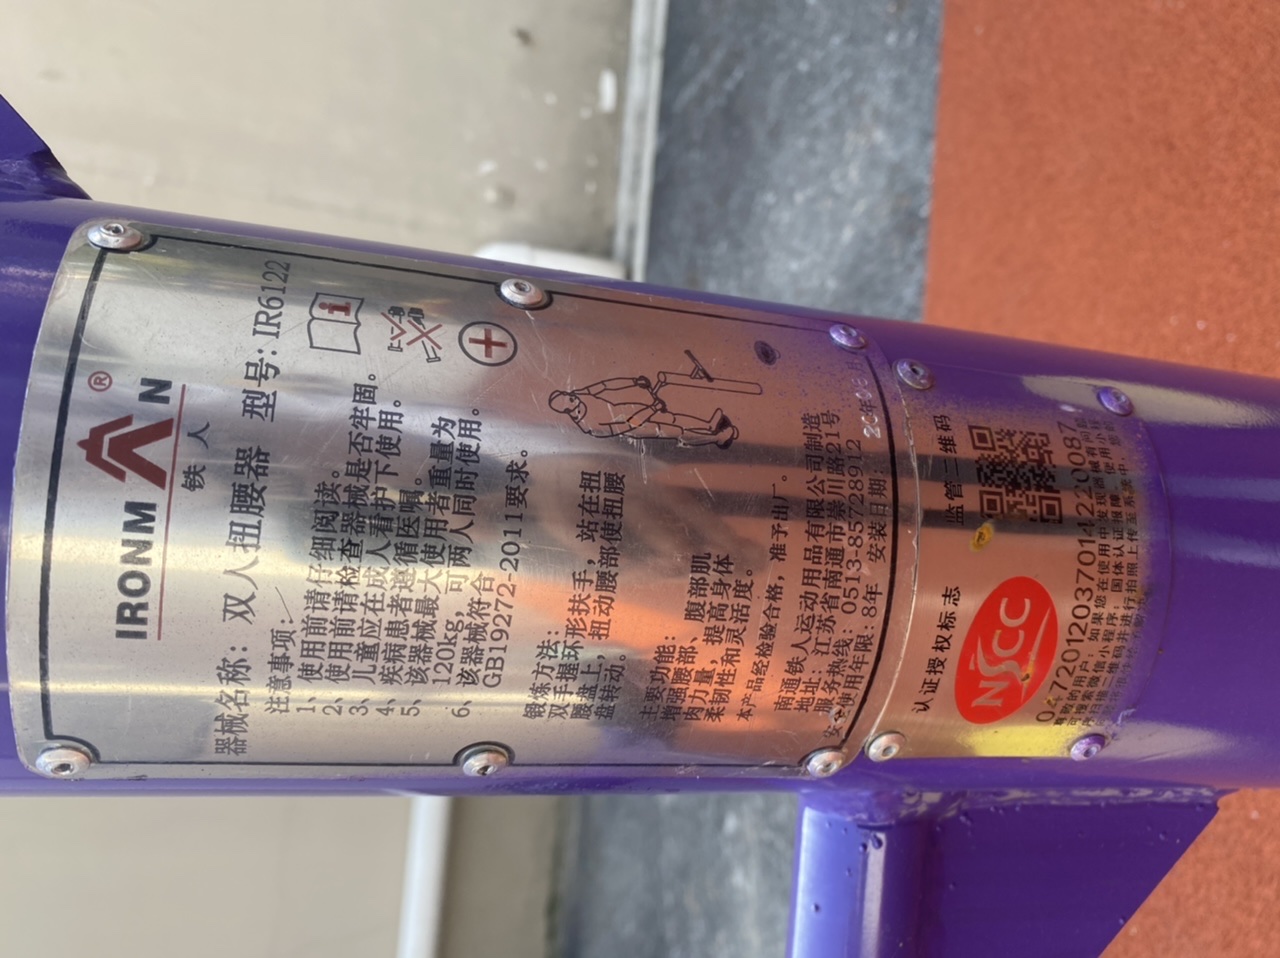 IRONM N ®
铁人
器械名称：双人扭腰器 型号：IR6122
注意事项：
1、使用前请仔细阅读。
2、使用前请检查器械是否牢固。
3、儿童应在成人看护下使用。
4、疾病患者遵循医嘱。
5、该器械最大使用者重量为
120kg，可两人同时使用。
6、该器械符合
GB19272-2011要求。
锻炼方法：
双手握环形扶手，站在扭
腰盘上，扭动腰部使扭腰
盘转动。
主要功能：
增强腰部、腹部肌
肉力量，提高身体
柔韧性和灵活度。
本产品经检验合格，准予出厂。
南通铁人运动用品有限公司制造
地址：江苏省南通市崇川路21号
服务热线：0513-85728912
安全使用年限：8年 安装日期：
认证授权标志 监管二维码
NSCC